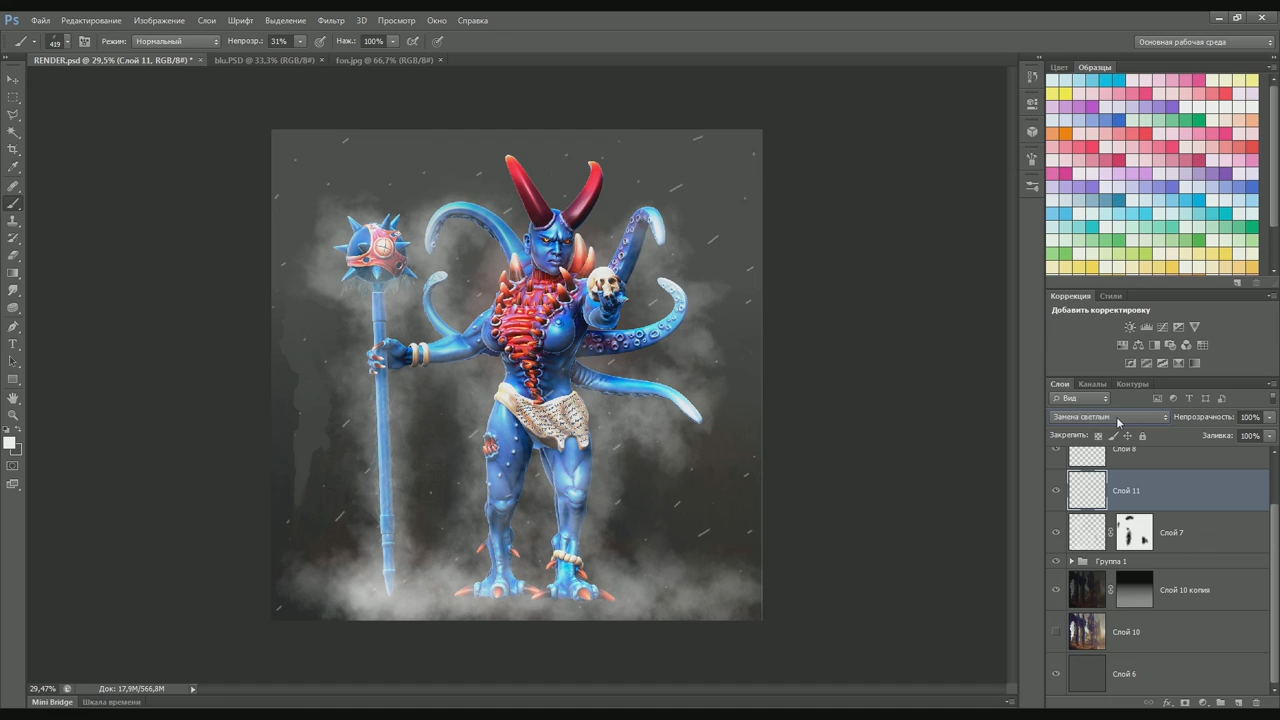 Ps Файл Редактирование Изображение Слои Шрифт Выделение Фильтр 3D Просмотр Окно Справка
419 Режим: Нормальный Непрозр.: 31% Наж.: 100% Основная рабочая среда
RENDER.psd @ 29,5% (Слой 11, RGB/8#) * × blu.PSD @ 33,3% (RGB/8#) × fon.jpg @ 66,7% (RGB/8#) ×
Цвет Образцы
Коррекция Стили
Добавить корректировку
Слои Каналы Контуры
Вид
Замена светлым Непрозрачность: 100%
Закрепить: Заливка: 100%
Слой 8
Слой 11
Слой 7
Группа 1
Слой 10 копия
Слой 10
Слой 6
29,47% Док: 17,9M/566,8M
Mini Bridge Шкала времени
fx